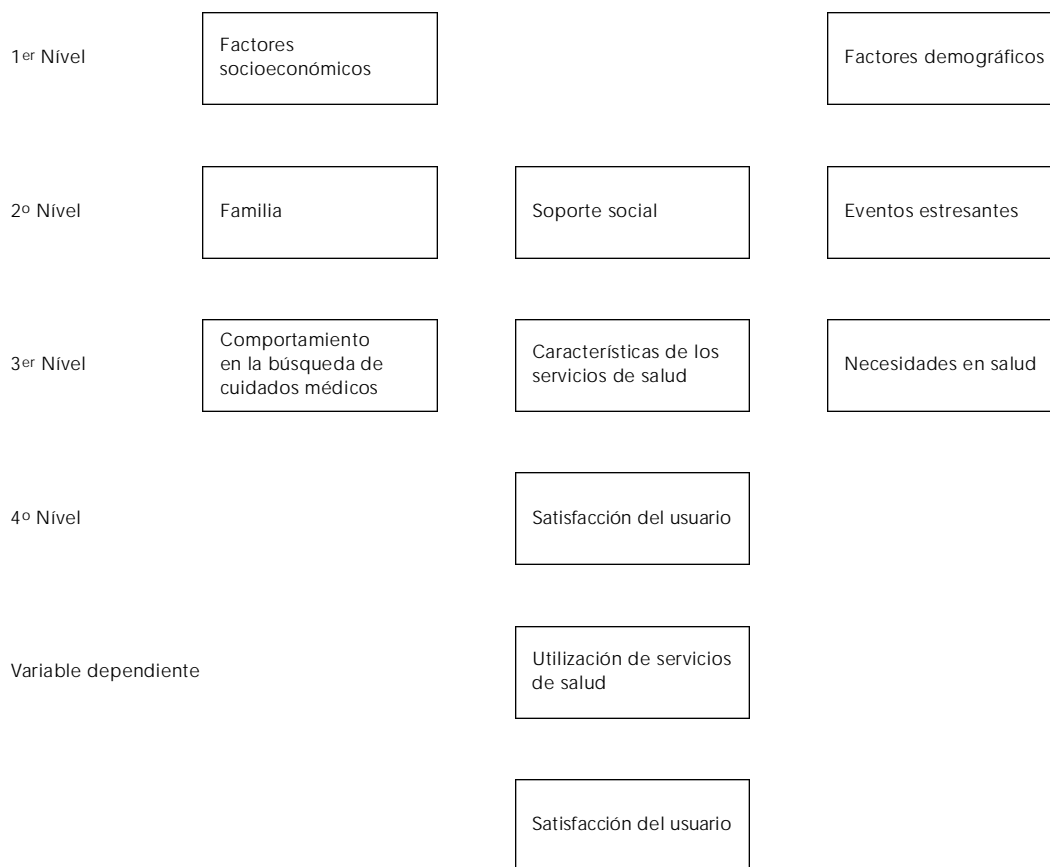 1er Nível
Factores
socioeconómicos
Factores demográficos
2º Nível
Familia
Soporte social
Eventos estresantes
3er Nível
Comportamiento
en la búsqueda de
cuidados médicos
Características de los
servicios de salud
Necesidades en salud
4º Nível
Satisfacción del usuario
Variable dependiente
Utilización de servicios
de salud
Satisfacción del usuario